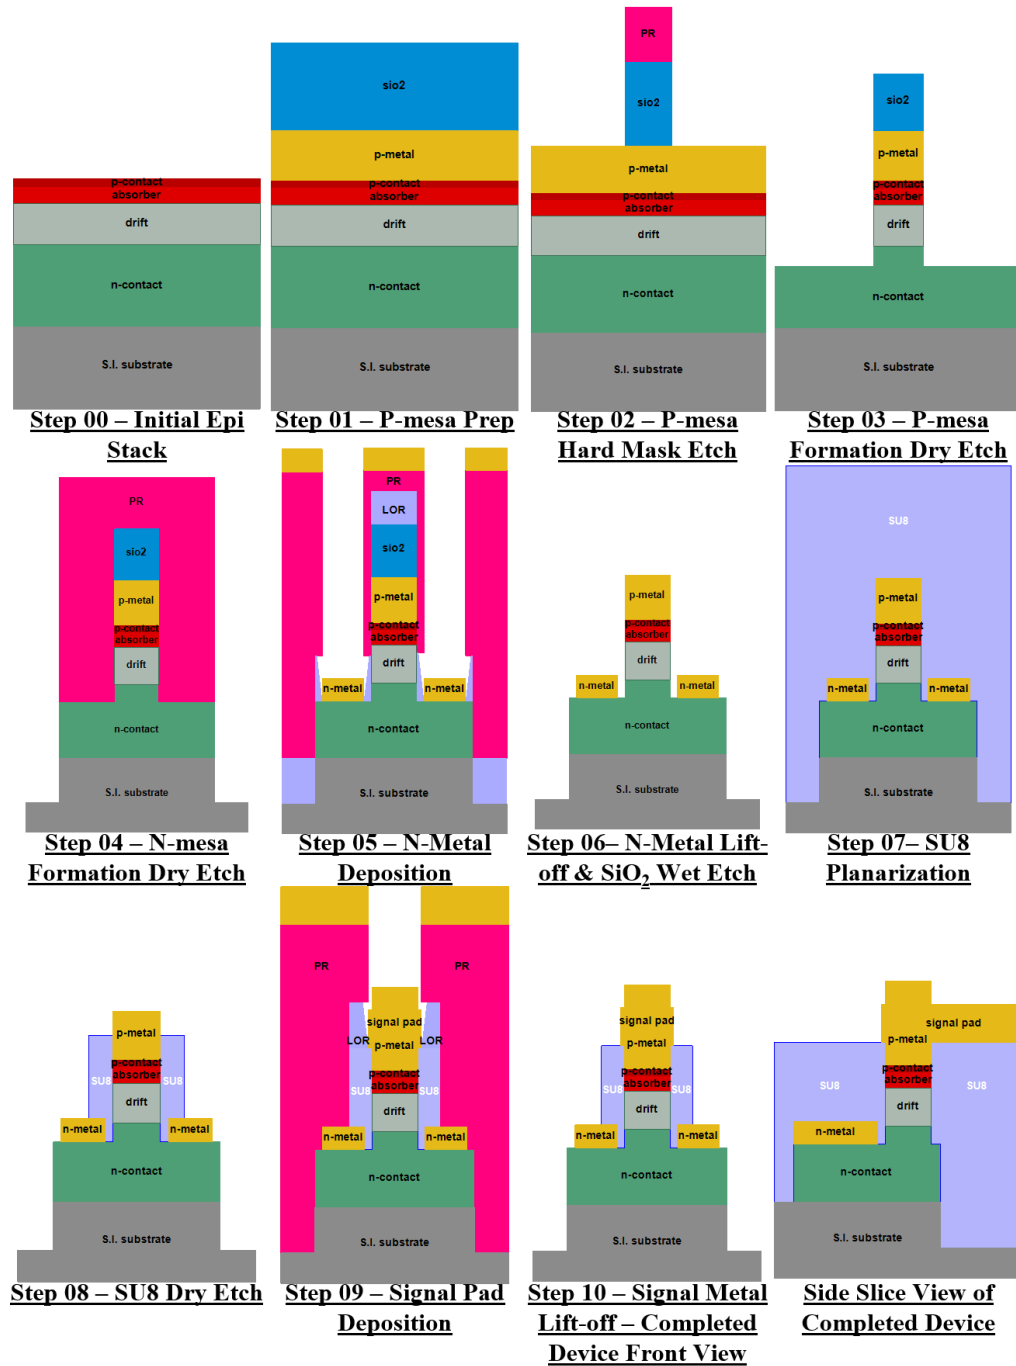 PR
sio2
p-metal
p-contact
absorber
drift
n-contact
S.I. substrate
Step 00 – Initial Epi
Stack
sio2
p-metal
p-contact
absorber
drift
n-contact
S.I. substrate
Step 01 – P-mesa Prep
p-contact
absorber
drift
n-contact
S.I. substrate
Step 02 – P-mesa
Hard Mask Etch
sio2
p-metal
p-contact
absorber
drift
n-contact
S.I. substrate
Step 03 – P-mesa
Formation Dry Etch
PR
sio2
p-metal
p-contact
absorber
drift
n-contact
S.I. substrate
Step 04 – N-mesa
Formation Dry Etch
PR
LOR
sio2
p-metal
p-contact
absorber
drift
n-metal
n-metal
n-contact
S.I. substrate
Step 05 – N-Metal
Deposition
p-metal
p-contact
absorber
drift
n-metal
n-metal
n-contact
S.I. substrate
Step 06– N-Metal Lift-
off & SiO₂ Wet Etch
SU8
p-metal
p-contact
absorber
drift
n-metal
n-metal
n-contact
S.I. substrate
Step 07– SU8
Planarization
p-metal
p-contact
absorber
SU8
SU8
drift
n-metal
n-metal
n-contact
S.I. substrate
Step 08 – SU8 Dry Etch
PR
PR
signal pad
LOR
p-metal
LOR
p-contact
absorber
SU8
SU8
drift
n-metal
n-metal
n-contact
S.I. substrate
Step 09 – Signal Pad
Deposition
signal pad
p-metal
p-contact
absorber
SU8
SU8
drift
n-metal
n-metal
n-contact
S.I. substrate
Step 10 – Signal Metal
Lift-off – Completed
Device Front View
signal pad
p-metal
p-contact
absorber
SU8
SU8
drift
n-metal
n-contact
S.I. substrate
Side Slice View of
Completed Device